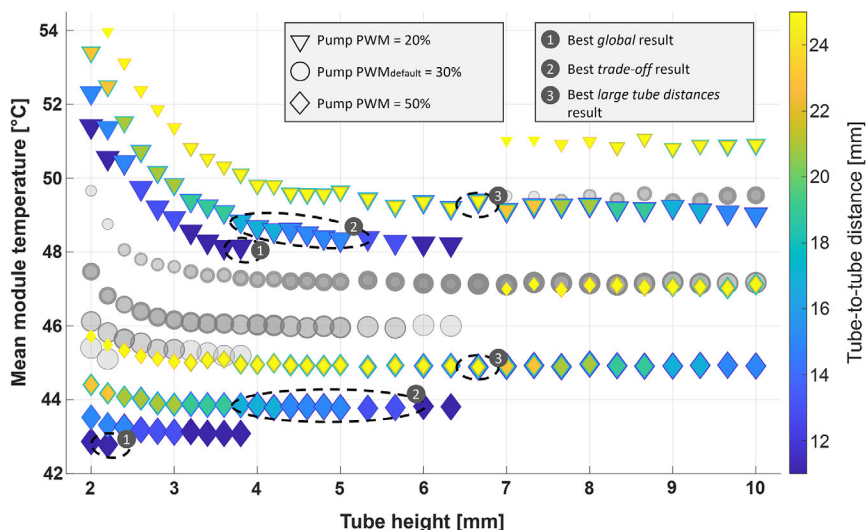 54
52
50
48
46
44
42
Mean module temperature [°C]
Pump PWM = 20%
Pump PWMdefault = 30%
Pump PWM = 50%
1 Best global result
2 Best trade-off result
3 Best large tube distances
result
3
2
1
3
2
1
2
3
4
5
6
7
8
9
10
Tube height [mm]
24
22
20
18
16
14
12
Tube-to-tube distance [mm]